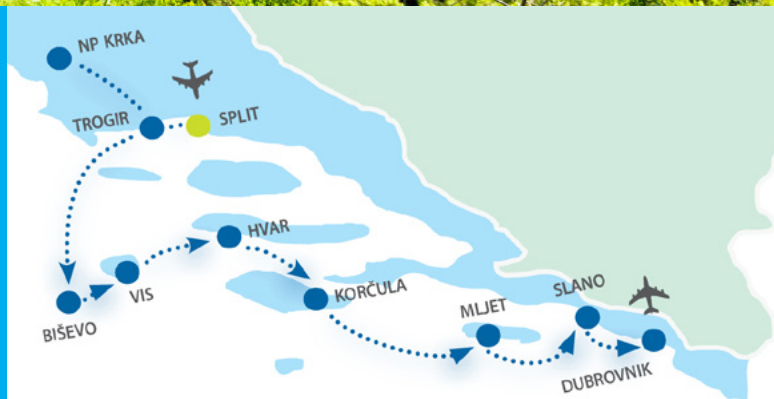 NP KRKA
TROGIR
SPLIT
HVAR
VIS
BIŠEVO
KORČULA
MLJET
SLANO
DUBROVNIK